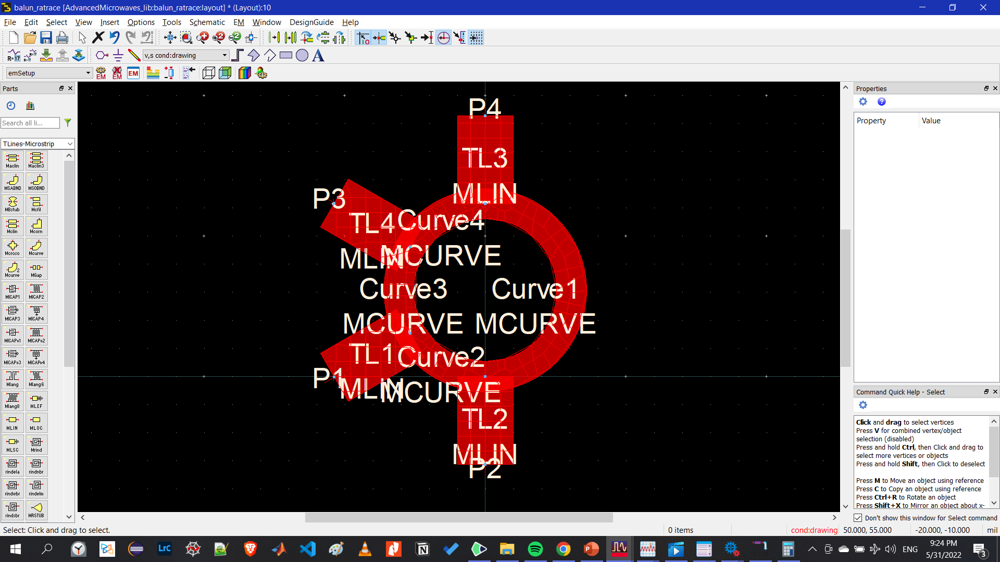 balun_ratrace [AdvancedMicrowaves_lib:balun_ratrace:layout] * (Layout):10
File Edit Select View Insert Options Tools Schematic EM Window DesignGuide Help
v,s cond:drawing
emSetup
EM EM EM
Parts
Search all li...
TLines-Microstrip
Maclin Maclin3
MSABND MSOBND
MBstub Mcfil
Mclin Mcorn
Mcroso Mcurve
Mcurve MGap
MICAP1 MICAP2
MICAP3 MICAP4
MICAPo1 MICAPo2
MICAPo3 MICAPo4
Mlang Mlang6
Mlang8 MLEF
MLIN MLOC
MLSC Mrind
rindela rindnbr
rindwbr rindelm
rindsbr MRSTUB
P4
TL3
MLIN
P3
TL4
Curve4
MLIN
MCURVE
Curve3
Curve1
MCURVE
MCURVE
TL1
Curve2
P1
MLIN
MCURVE
TL2
MLIN
P2
Properties
Property Value
Command Quick Help - Select
Click and drag to select vertices
Press V for combined vertex/object
selection (disabled)
Press and hold Ctrl, then Click and drag to
select more vertices or objects
Press and hold Shift, then Click to deselect
Press M to Move an object using reference
Press C to Copy an object using reference
Press Ctrl+R to Rotate an object
Press Shift+X to Mirror an object about x-
Don't show this window for Select command
Select: Click and drag to select.
0 items
cond:drawing
50.000, 55.000
-20.000, -10.000
mil
LrC
ENG
9:24 PM
5/31/2022
3